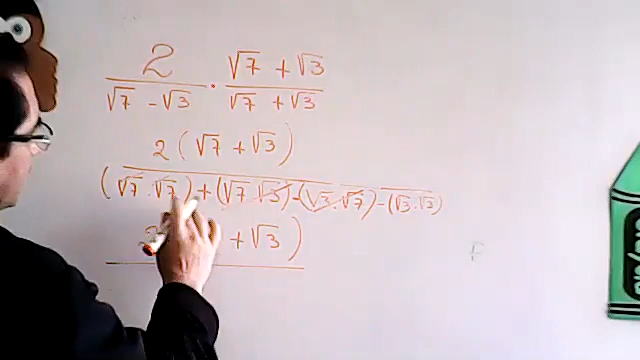 2 / (√7 - √3) · (√7 + √3) / (√7 + √3)
2 ( √7 + √3 )
( √7 · √7 ) + ( √7 · √3 ) - ( √3 · √7 ) - ( √3 · √3 )
+ √3 )